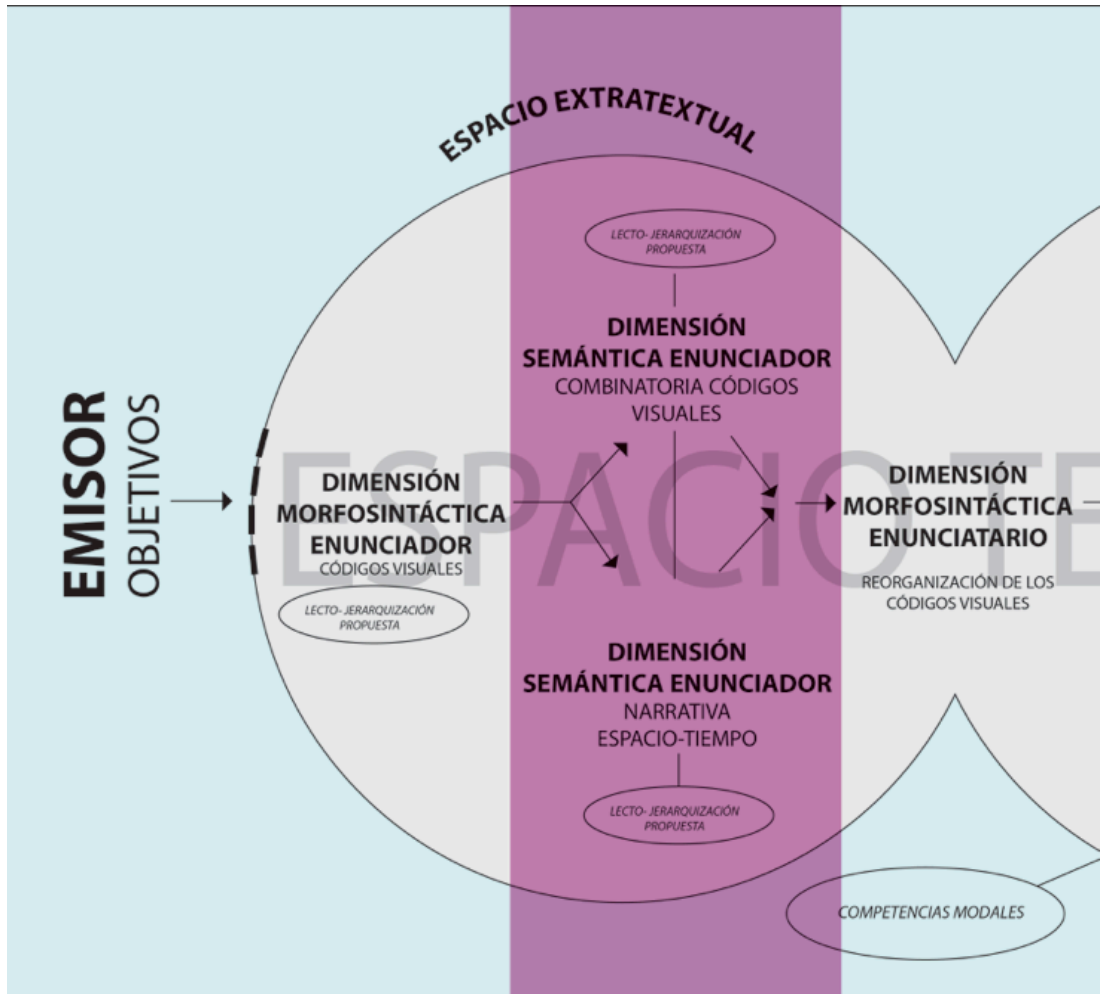 ESPACIO EXTRATEXTUAL
LECTO- JERARQUIZACIÓN
PROPUESTA
DIMENSIÓN
SEMÁNTICA ENUNCIADOR
COMBINATORIA CÓDIGOS
VISUALES
EMISOR
OBJETIVOS
ESPACIO TE
DIMENSIÓN
MORFOSINTÁCTICA
ENUNCIADOR
CÓDIGOS VISUALES
LECTO- JERARQUIZACIÓN
PROPUESTA
DIMENSIÓN
MORFOSINTÁCTICA
ENUNCIATARIO
REORGANIZACIÓN DE LOS
CÓDIGOS VISUALES
DIMENSIÓN
SEMÁNTICA ENUNCIADOR
NARRATIVA
ESPACIO-TIEMPO
LECTO- JERARQUIZACIÓN
PROPUESTA
COMPETENCIAS MODALES